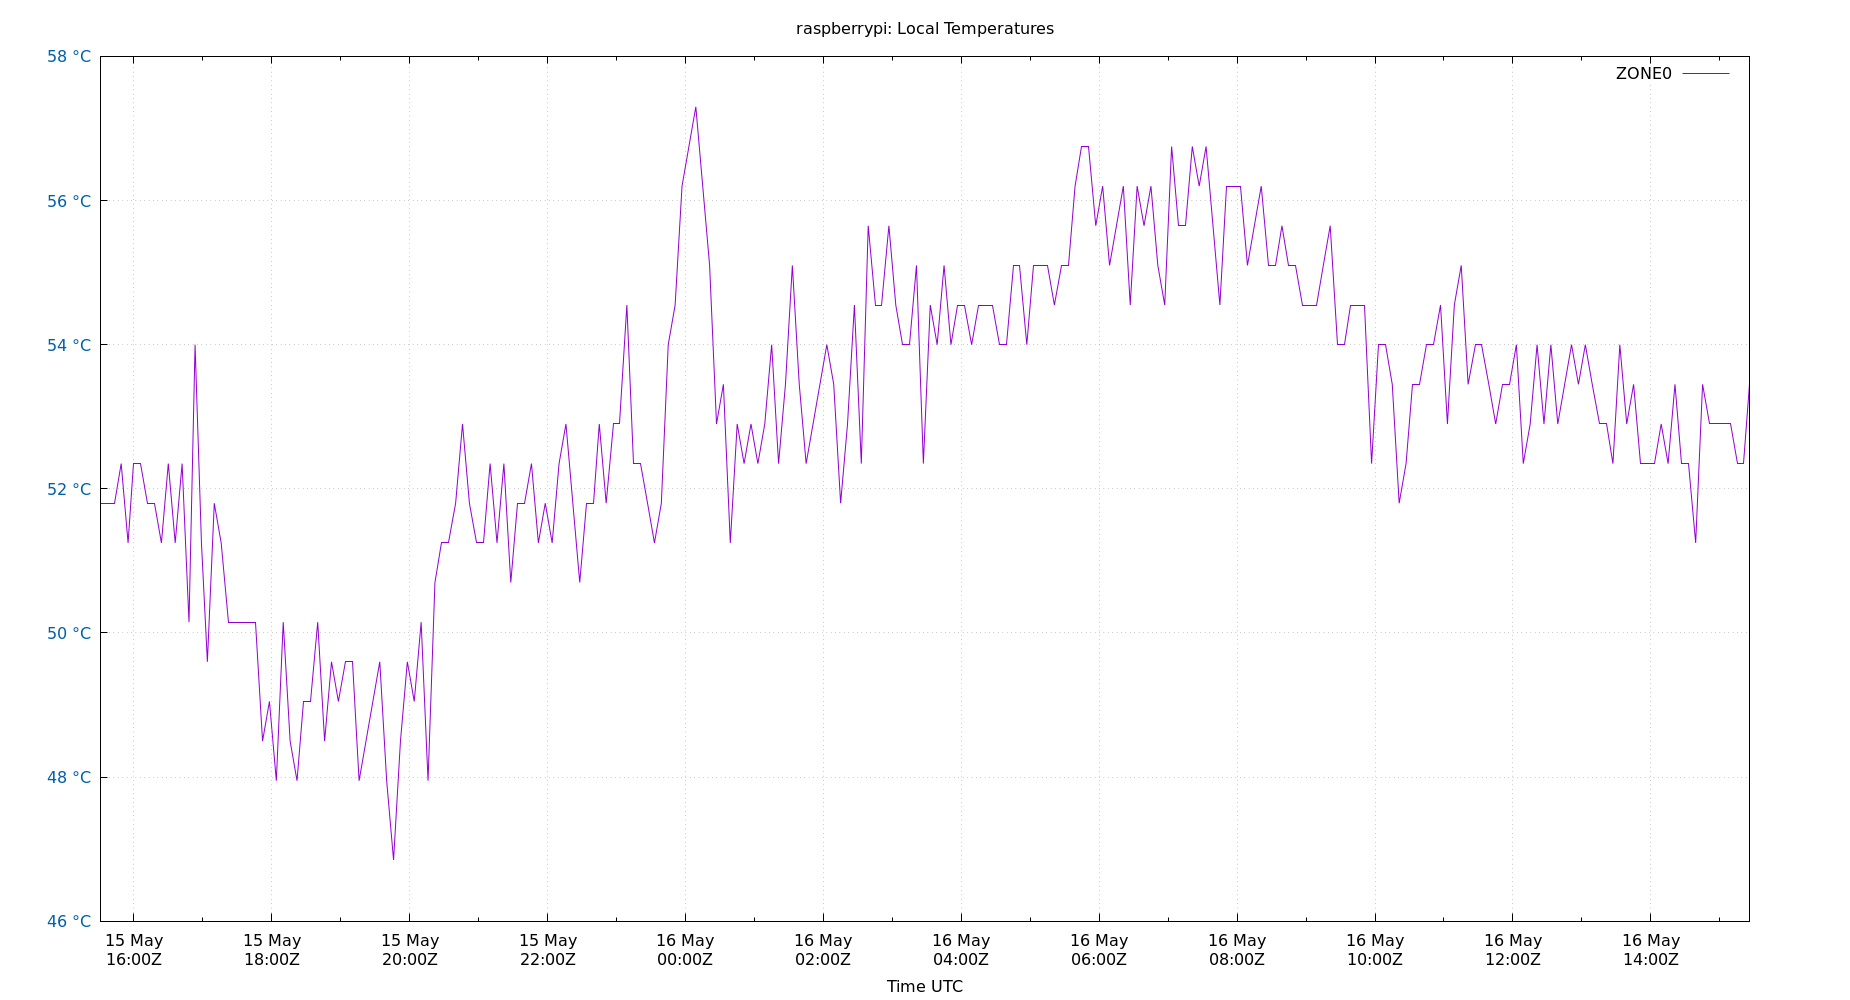 raspberrypi: Local Temperatures
58 °C
ZONE0
56 °C
54 °C
52 °C
50 °C
48 °C
46 °C
15 May 15 May 15 May 15 May 16 May 16 May 16 May 16 May 16 May 16 May 16 May 16 May
16:00Z 18:00Z 20:00Z 22:00Z 00:00Z 02:00Z 04:00Z 06:00Z 08:00Z 10:00Z 12:00Z 14:00Z
Time UTC